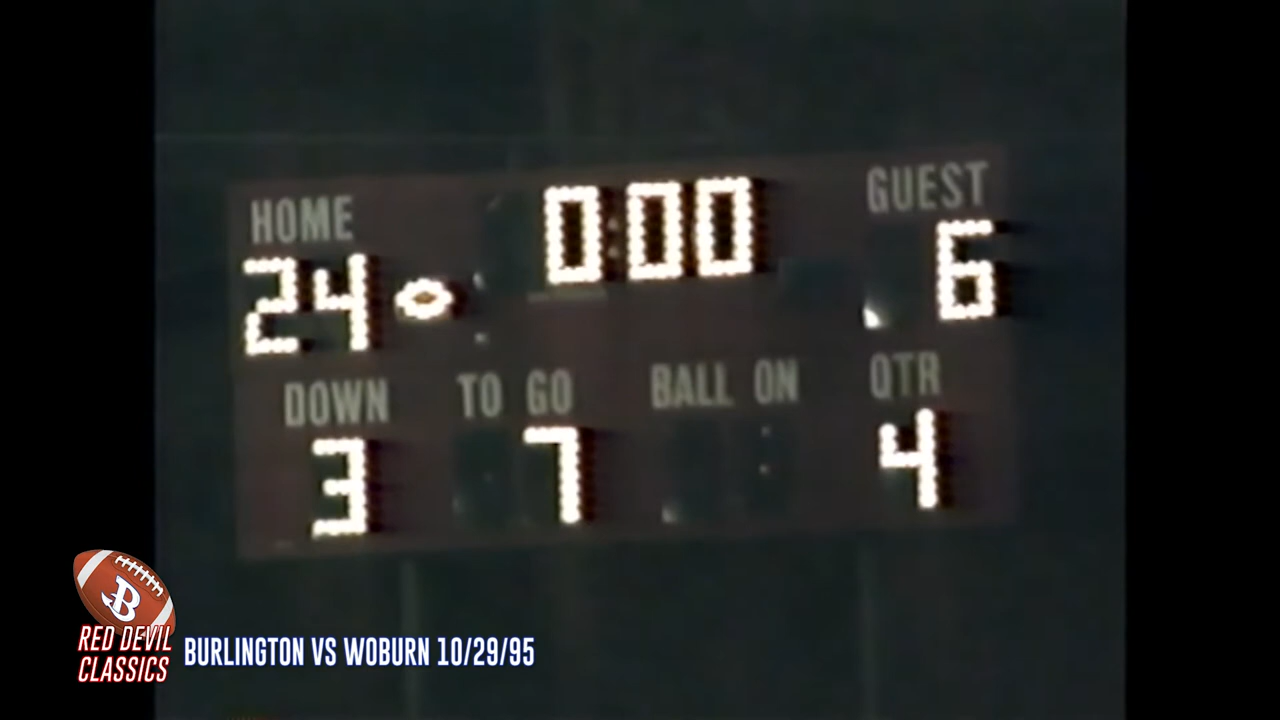 HOME 0:00 GUEST
24 6
DOWN TO GO BALL ON QTR
3 7 4
B
RED DEVIL
CLASSICS
BURLINGTON VS WOBURN 10/29/95